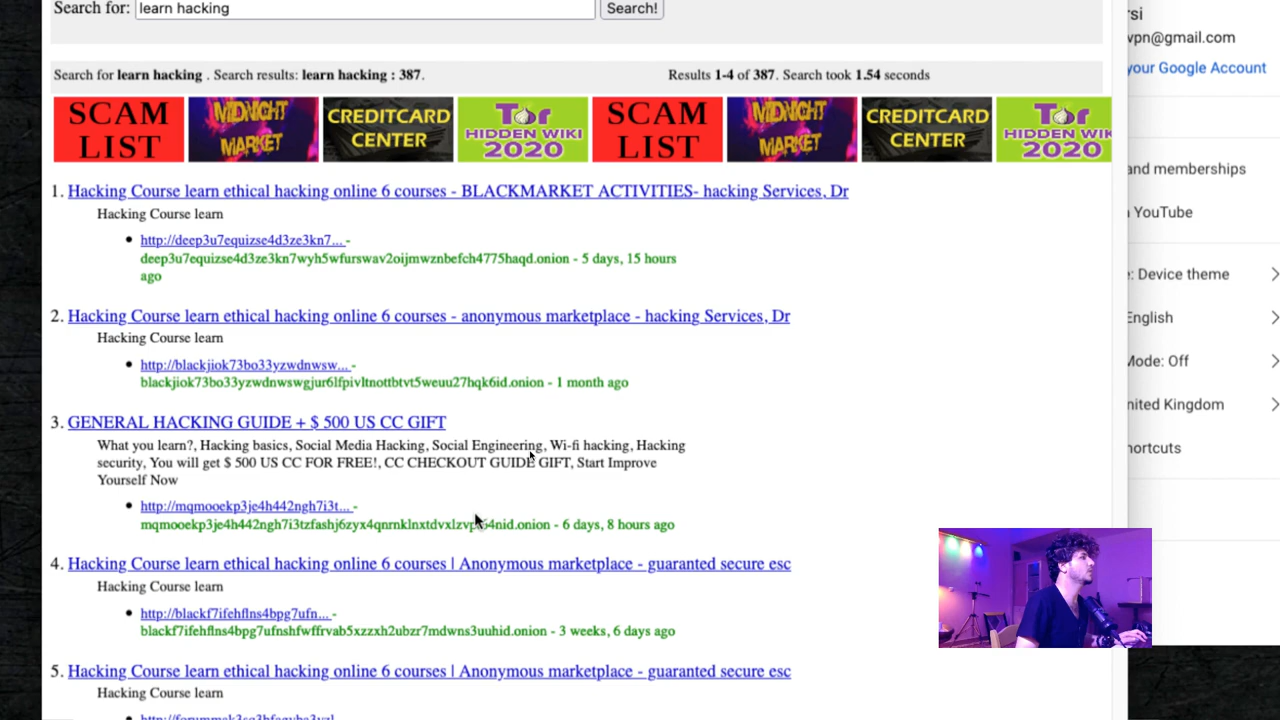 Search for: learn hacking Search!
rsi
vpn@gmail.com
your Google Account
Search for learn hacking . Search results: learn hacking : 387. Results 1-4 of 387. Search took 1.54 seconds
SCAM LIST MIDNIGHT MARKET CREDITCARD CENTER Tor HIDDEN WIKI 2020 SCAM LIST MIDNIGHT MARKET CREDITCARD CENTER Tor HIDDEN WIK 2020
and memberships
1. Hacking Course learn ethical hacking online 6 courses - BLACKMARKET ACTIVITIES- hacking Services, Dr
Hacking Course learn
YouTube
• http://deep3u7equizse4d3ze3kn7... -
deep3u7equizse4d3ze3kn7wyh5wfurswav2oijmwznbefch4775haqd.onion - 5 days, 15 hours
ago
: Device theme
2. Hacking Course learn ethical hacking online 6 courses - anonymous marketplace - hacking Services, Dr
English
Hacking Course learn
• http://blackjiok73bo33yzwdnwsw... -
Mode: Off
blackjiok73bo33yzwdnwswgjur6lfpivltnottbtvt5weuu27hqk6id.onion - 1 month ago
nited Kingdom
3. GENERAL HACKING GUIDE + $ 500 US CC GIFT
What you learn?, Hacking basics, Social Media Hacking, Social Engineering, Wi-fi hacking, Hacking
hortcuts
security, You will get $ 500 US CC FOR FREE!, CC CHECKOUT GUIDE GIFT, Start Improve
Yourself Now
• http://mqmooekp3je4h442ngh7i3t... -
- 6 days, 8 hours ago
4. Hacking Course learn ethical hacking online 6 courses | Anonymous marketplace - guaranted secure esc
Hacking Course learn
• http://blackf7ifehflns4bpg7ufn... -
blackf7ifehflns4bpg7ufnshfwffrvab5xzzxh2ubzr7mdwns3uuhid.onion - 3 weeks, 6 days ago
5. Hacking Course learn ethical hacking online 6 courses | Anonymous marketplace - guaranted secure esc
Hacking Course learn